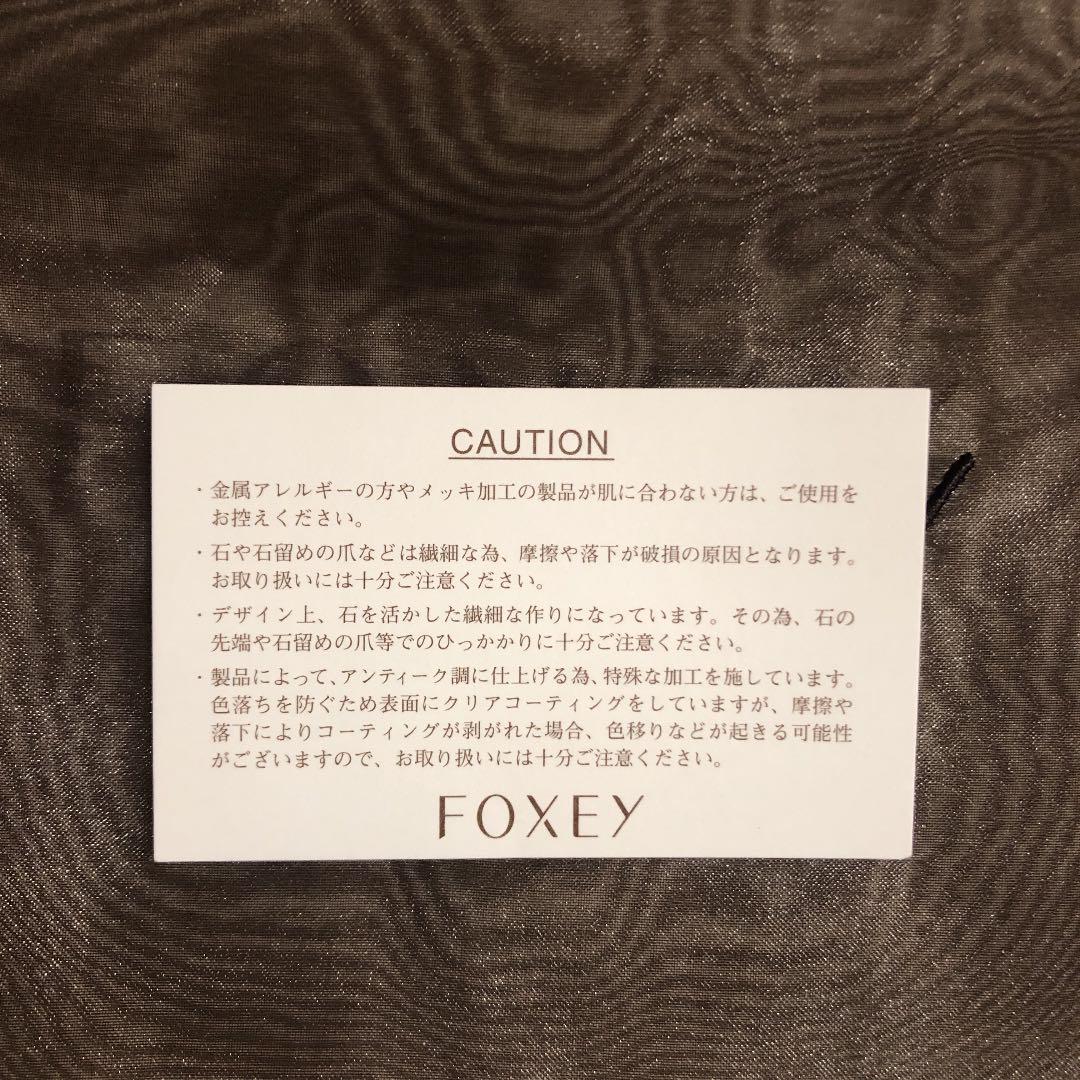 CAUTION
・金属アレルギーの方やメッキ加工の製品が肌に合わない方は、ご使用を
お控えください。
・石や石留めの爪などは繊細な為、摩擦や落下が破損の原因となります。
お取り扱いには十分ご注意ください。
・デザイン上、石を活かした繊細な作りになっています。その為、石の
先端や石留めの爪等でのひっかかりに十分ご注意ください。
・製品によって、アンティーク調に仕上げる為、特殊な加工を施しています。
色落ちを防ぐため表面にクリアコーティングをしていますが、摩擦や
落下によりコーティングが剥がれた場合、色移りなどが起きる可能性
がございますので、お取り扱いには十分ご注意ください。
FOXEY